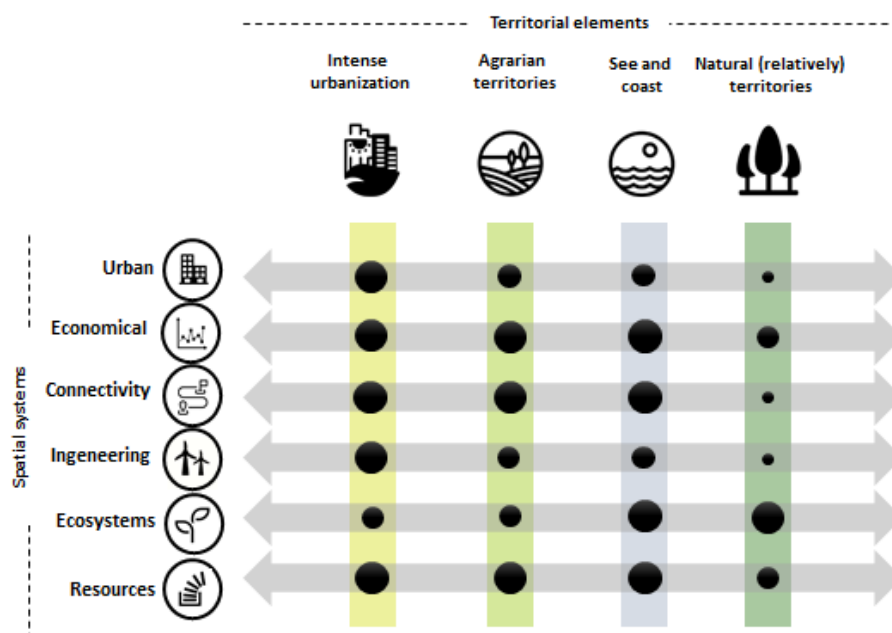 Territorial elements
Intense
urbanization
Agrarian
territories
See and
coast
Natural (relatively)
territories
Spatial systems
Urban
Economical
Connectivity
Ingeneering
Ecosystems
Resources